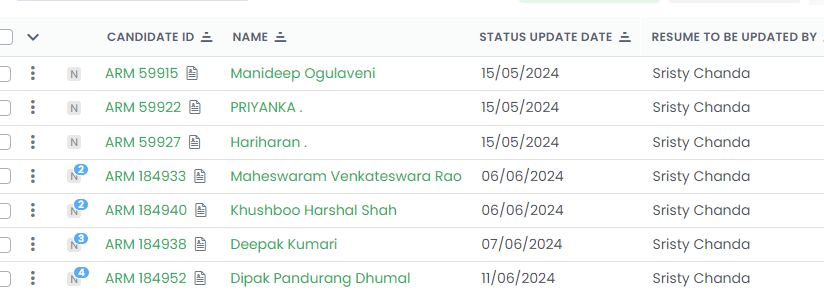 CANDIDATE ID NAME STATUS UPDATE DATE RESUME TO BE UPDATED BY
N ARM 59915 Manideep Ogulaveni 15/05/2024 Sristy Chanda
N ARM 59922 PRIYANKA . 15/05/2024 Sristy Chanda
N ARM 59927 Hariharan . 15/05/2024 Sristy Chanda
N 2 ARM 184933 Maheswaram Venkateswara Rao 06/06/2024 Sristy Chanda
N 2 ARM 184940 Khushboo Harshal Shah 06/06/2024 Sristy Chanda
N 3 ARM 184938 Deepak Kumari 07/06/2024 Sristy Chanda
N 4 ARM 184952 Dipak Pandurang Dhumal 11/06/2024 Sristy Chanda